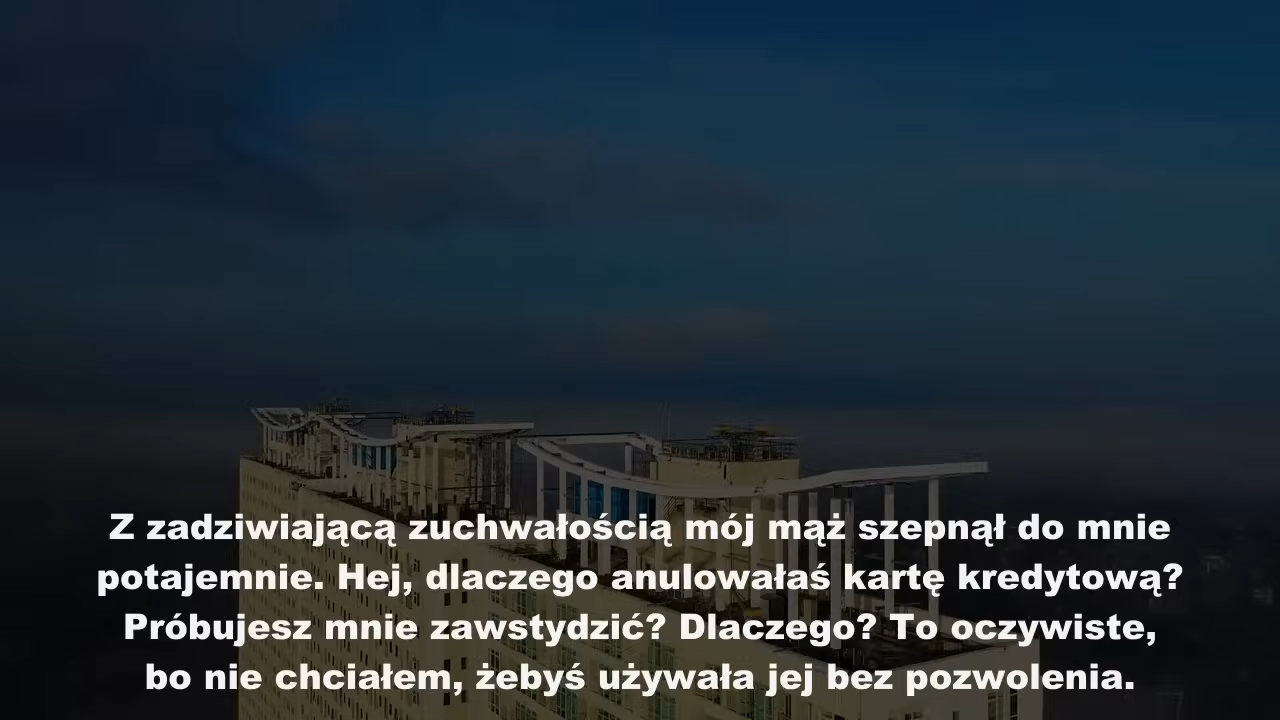 Z zadziwiającą zuchwałością mój mąż szepnął do mnie
potajemnie. Hej, dlaczego anulowałaś kartę kredytową?
Próbujesz mnie zawstydzić? Dlaczego? To oczywiste,
bo nie chciałem, żebyś używała jej bez pozwolenia.